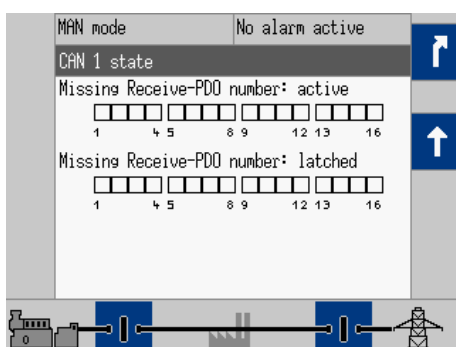 MAN mode No alarm active
CAN 1 state
Missing Receive-PDO number: active
1 4 5 8 9 12 13 16
Missing Receive-PDO number: latched
1 4 5 8 9 12 13 16
0